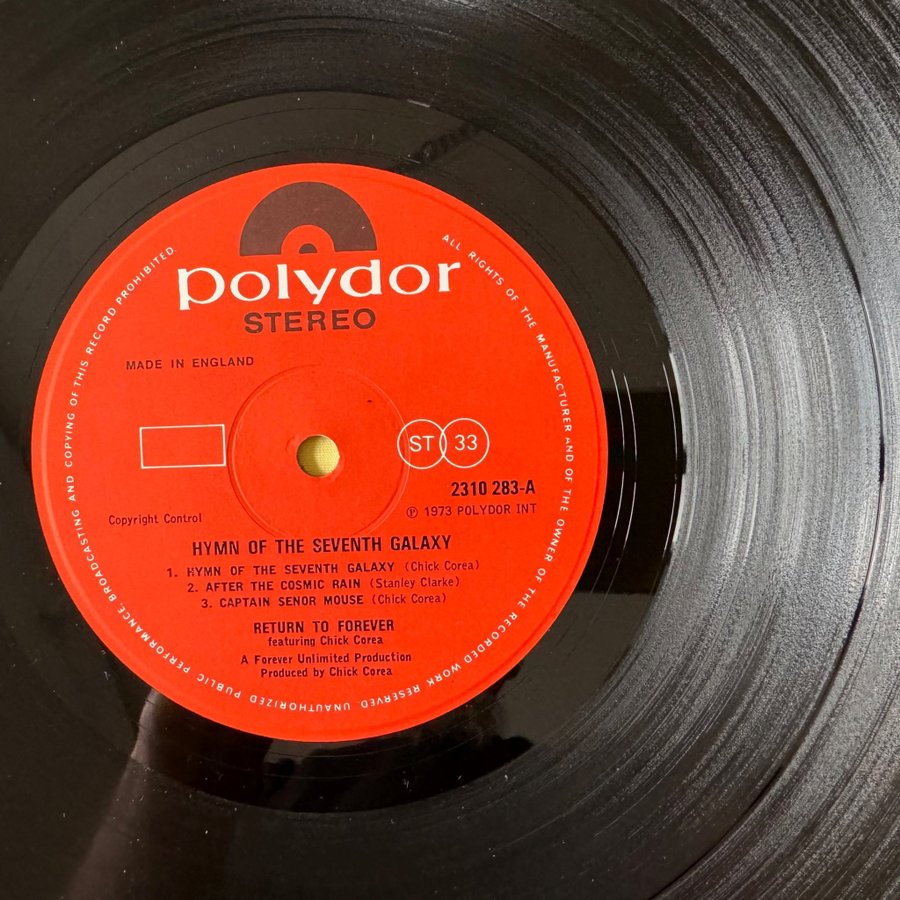 polydor
STEREO
MADE IN ENGLAND
ST 33
2310 283-A
Ⓟ 1973 POLYDOR INT
Copyright Control
HYMN OF THE SEVENTH GALAXY
1. HYMN OF THE SEVENTH GALAXY (Chick Corea)
2. AFTER THE COSMIC RAIN (Stanley Clarke)
3. CAPTAIN SENOR MOUSE (Chick Corea)
RETURN TO FOREVER
featuring Chick Corea
A Forever Unlimited Production
Produced by Chick Corea
ALL RIGHTS OF THE MANUFACTURER AND OF THE OWNER OF THE RECORDED WORK RESERVED. UNAUTHORIZED PUBLIC PERFORMANCE, BROADCASTING AND COPYING OF THIS RECORD PROHIBITED.